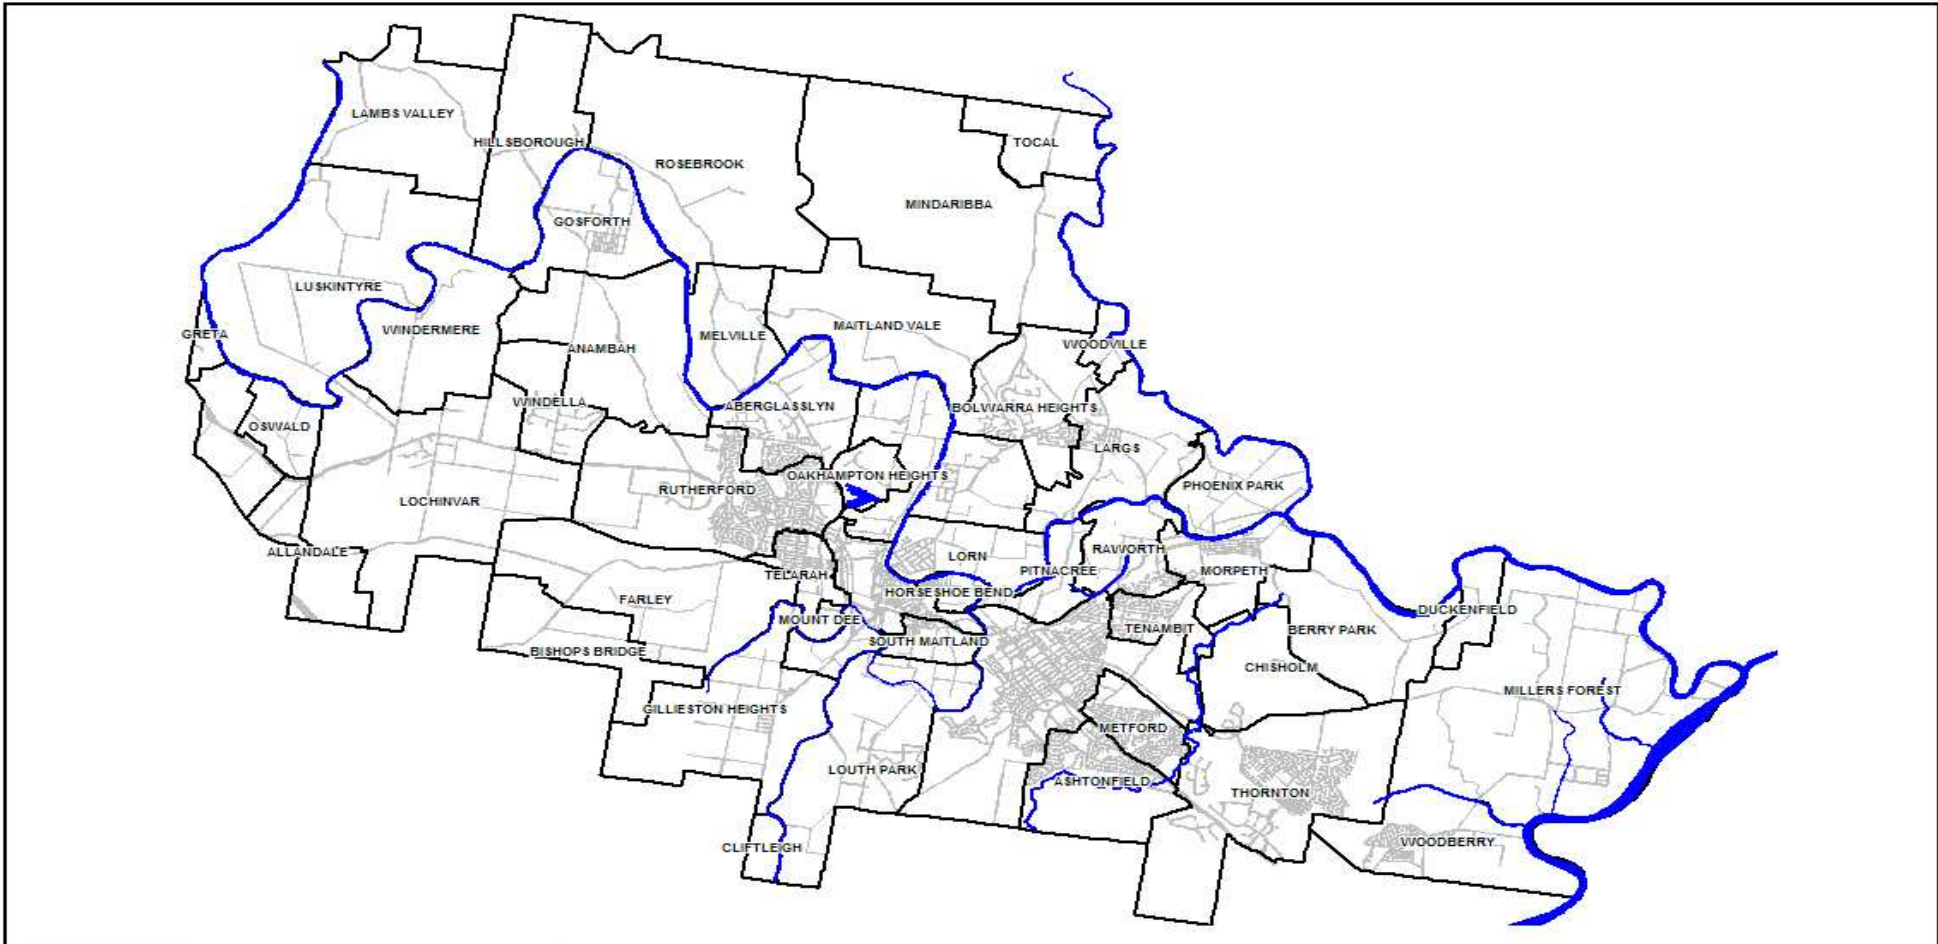 LAMBS VALLEY
HILLSBOROUGH
TOCAL
ROSEBROOK
MINDARIBBA
GOSFORTH
LUSKINTYRE
MAITLAND VALE
WINDERMERE
GRETA
MELVILLE
WOODVILLE
ANAMBAH
WINDELLA
ABERGLASSLYN
BOLWARRA HEIGHTS
OSWALD
LARGS
OAKHAMPTON HEIGHTS
PHOENIX PARK
RUTHERFORD
LOCHINVAR
ALLANDALE
RAWORTH
LORN
PITNACREE
MORPETH
TELARAH
HORSESHOE BEND
FARLEY
DUCKENFIELD
MOUNT DEE
TENAMBIT
BERRY PARK
SOUTH MAITLAND
BISHOPS BRIDGE
CHISHOLM
MILLERS FOREST
GILLIESTON HEIGHTS
METFORD
LOUTH PARK
ASHTONFIELD
THORNTON
WOODBERRY
CLIFTLEIGH